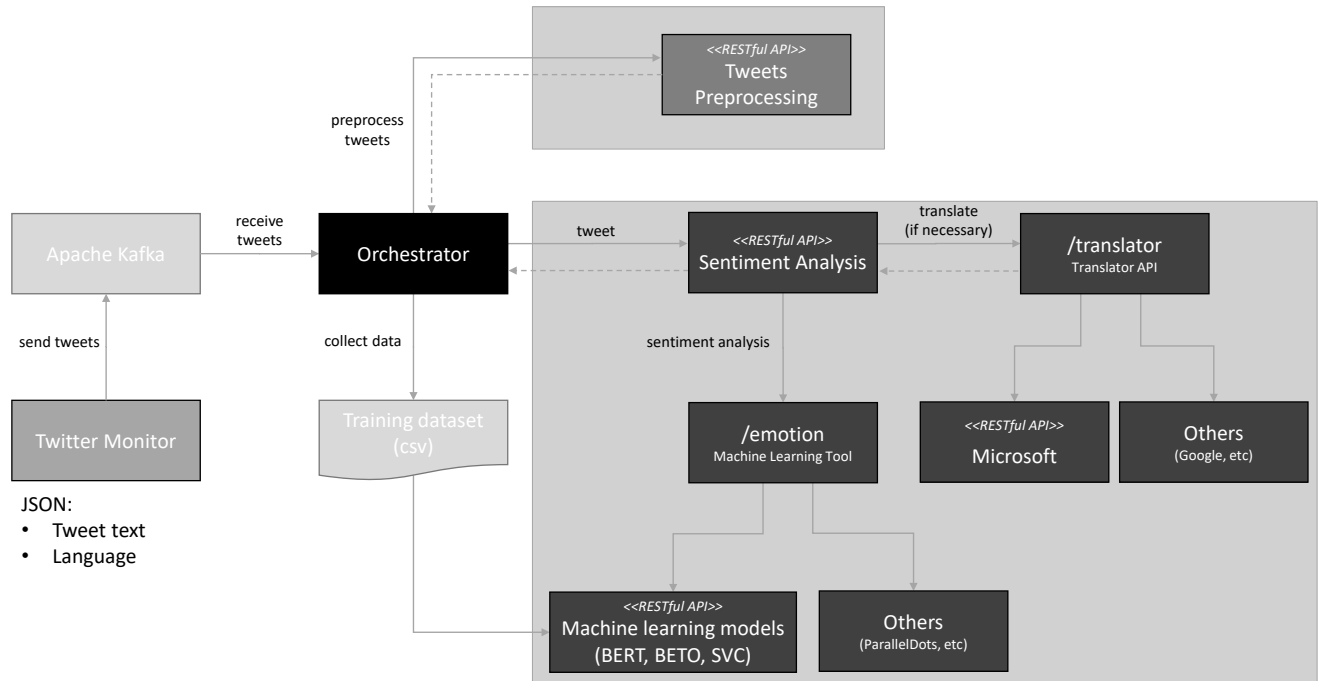 <<RESTful API>>
Tweets
Preprocessing
preprocess
tweets
receive
tweets
Apache Kafka
Orchestrator
tweet
<<RESTful API>>
Sentiment Analysis
translate
(if necessary)
/translator
Translator API
send tweets
collect data
sentiment analysis
Twitter Monitor
Training dataset
(csv)
/emotion
Machine Learning Tool
<<RESTful API>>
Microsoft
Others
(Google, etc)
JSON:
• Tweet text
• Language
<<RESTful API>>
Machine learning models
(BERT, BETO, SVC)
Others
(ParallelDots, etc)